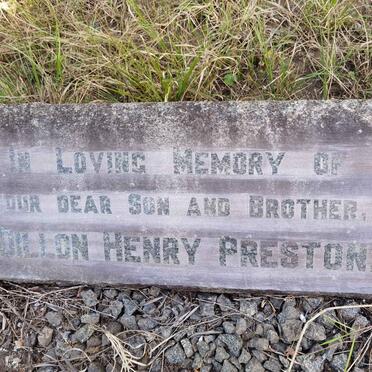 In Loving Memory of
our dear Son and Brother,
Dillon Henry Preston